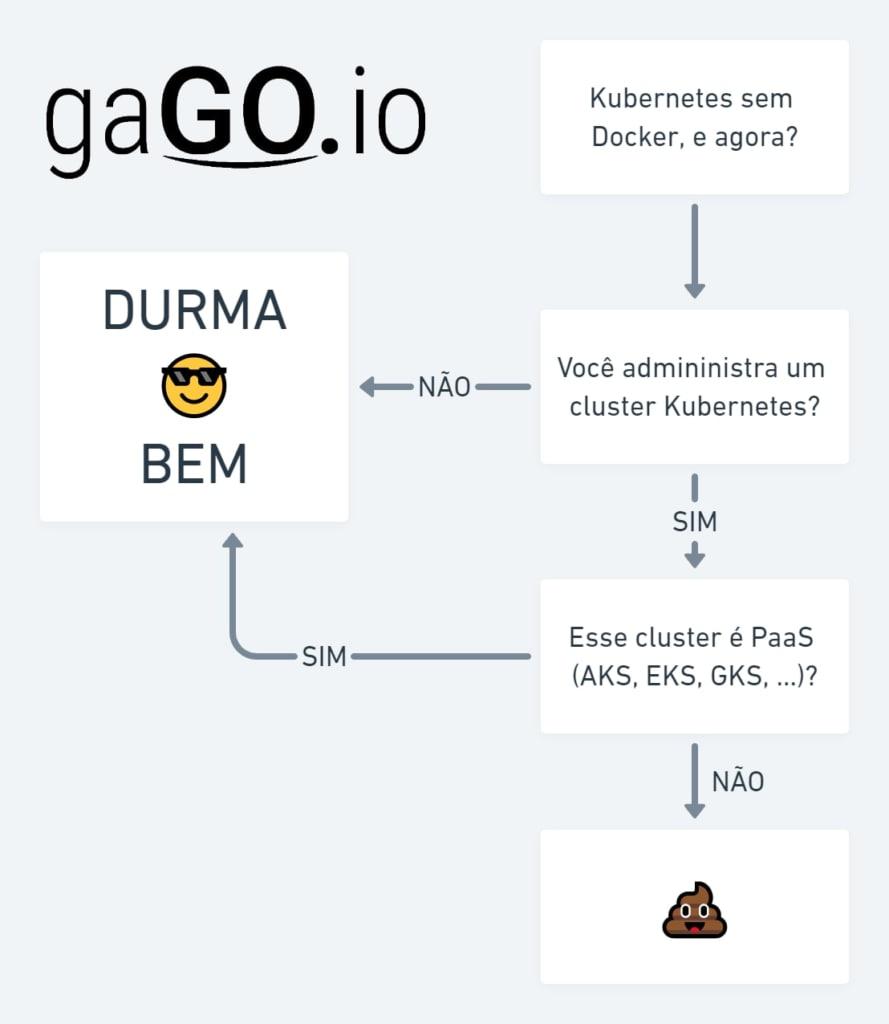 gaGO.io
Kubernetes sem
Docker, e agora?
DURMA
BEM
NÃO
Você admininistra um
cluster Kubernetes?
SIM
Esse cluster é PaaS
(AKS, EKS, GKS, ...)?
SIM
NÃO